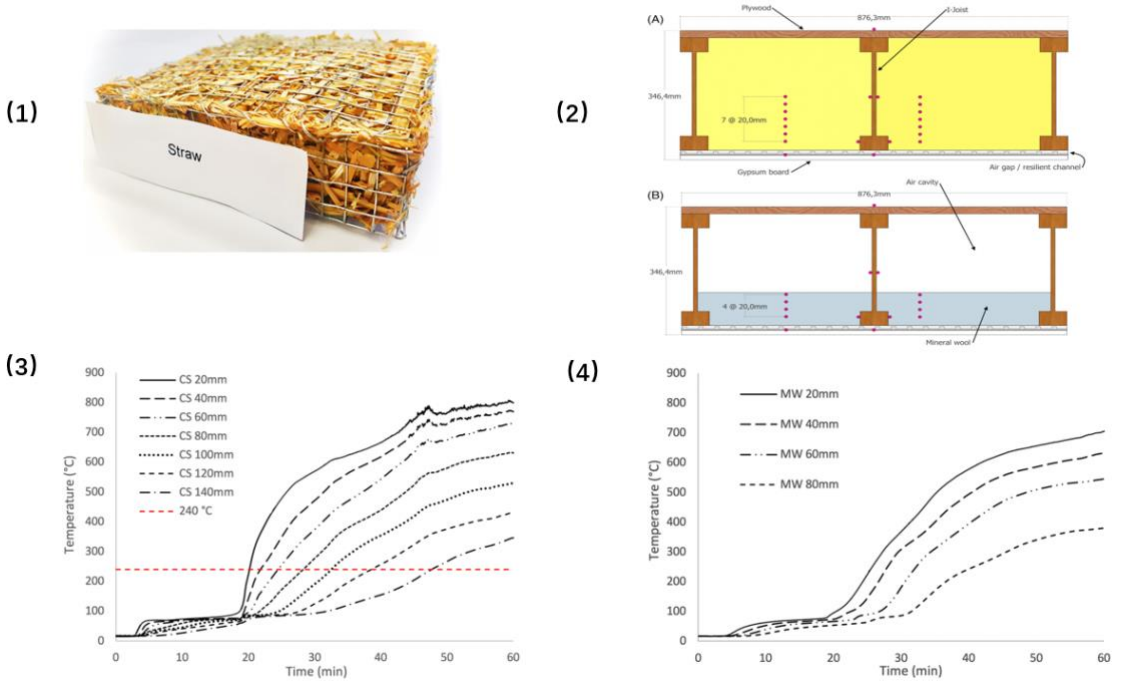 (1)
Straw
(2)
(A)
Plywood
876,3mm
I-Joist
346,4mm
7 @ 20,0mm
Gypsum board
Air gap / resilient channel
(B)
876,3mm
Air cavity
346,4mm
4 @ 20,0mm
Mineral wool
(3)
900
800
700
600
500
400
300
200
100
0
Temperature (°C)
CS 20mm
CS 40mm
CS 60mm
CS 80mm
CS 100mm
CS 120mm
CS 140mm
240 °C
0
10
20
30
40
50
60
Time (min)
(4)
900
800
700
600
500
400
300
200
100
0
Temperature (°C)
MW 20mm
MW 40mm
MW 60mm
MW 80mm
0
10
20
30
40
50
60
Time (min)